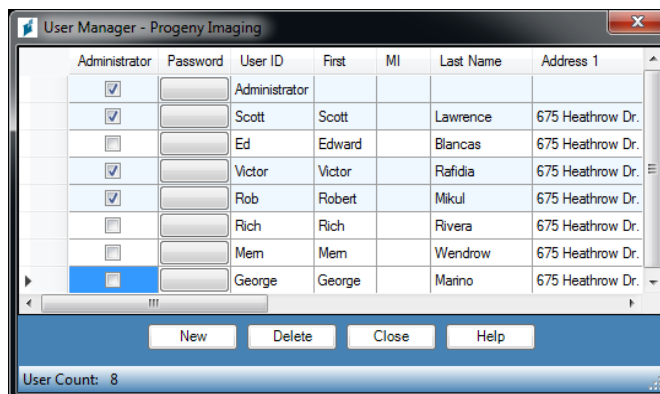 User Manager - Progeny Imaging
Administrator Password User ID First MI Last Name Address 1
Administrator
Scott Scott Lawrence 675 Heathrow Dr.
Ed Edward Blancas 675 Heathrow Dr.
Victor Victor Rafidia 675 Heathrow Dr.
Rob Robert Mikul 675 Heathrow Dr.
Rich Rich Rivera 675 Heathrow Dr.
Mern Mern Wendrow 675 Heathrow Dr.
George George Marino 675 Heathrow Dr.
New Delete Close Help
User Count: 8